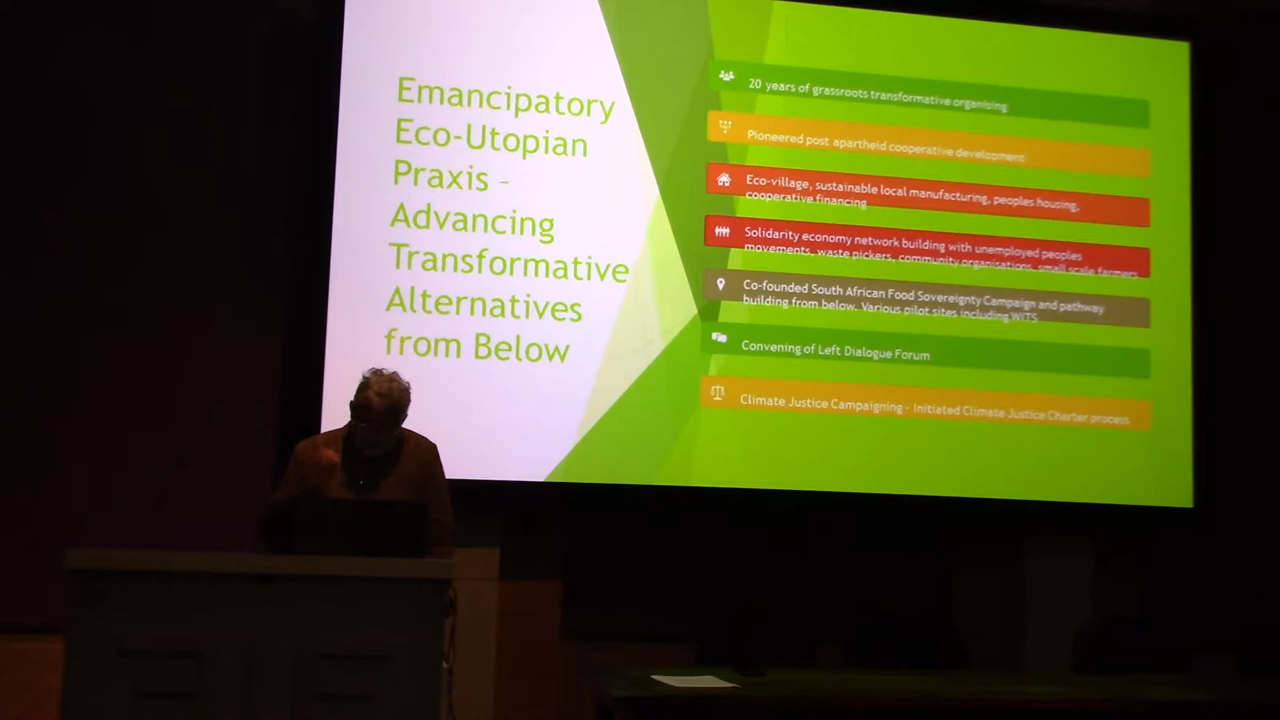 Emancipatory
Eco-Utopian
Praxis –
Advancing
Transformative
Alternatives
from Below
20 years of grassroots transformative organising
Pioneered post apartheid cooperative development
Eco-village, sustainable local manufacturing, peoples housing,
cooperative financing
Solidarity economy network building with unemployed peoples
movements, waste pickers, community organisations, small scale farmers
Co-founded South African Food Sovereignty Campaign and pathway
building from below. Various pilot sites including WITS
Convening of Left Dialogue Forum
Climate Justice Campaigning – Initiated Climate Justice Charter process